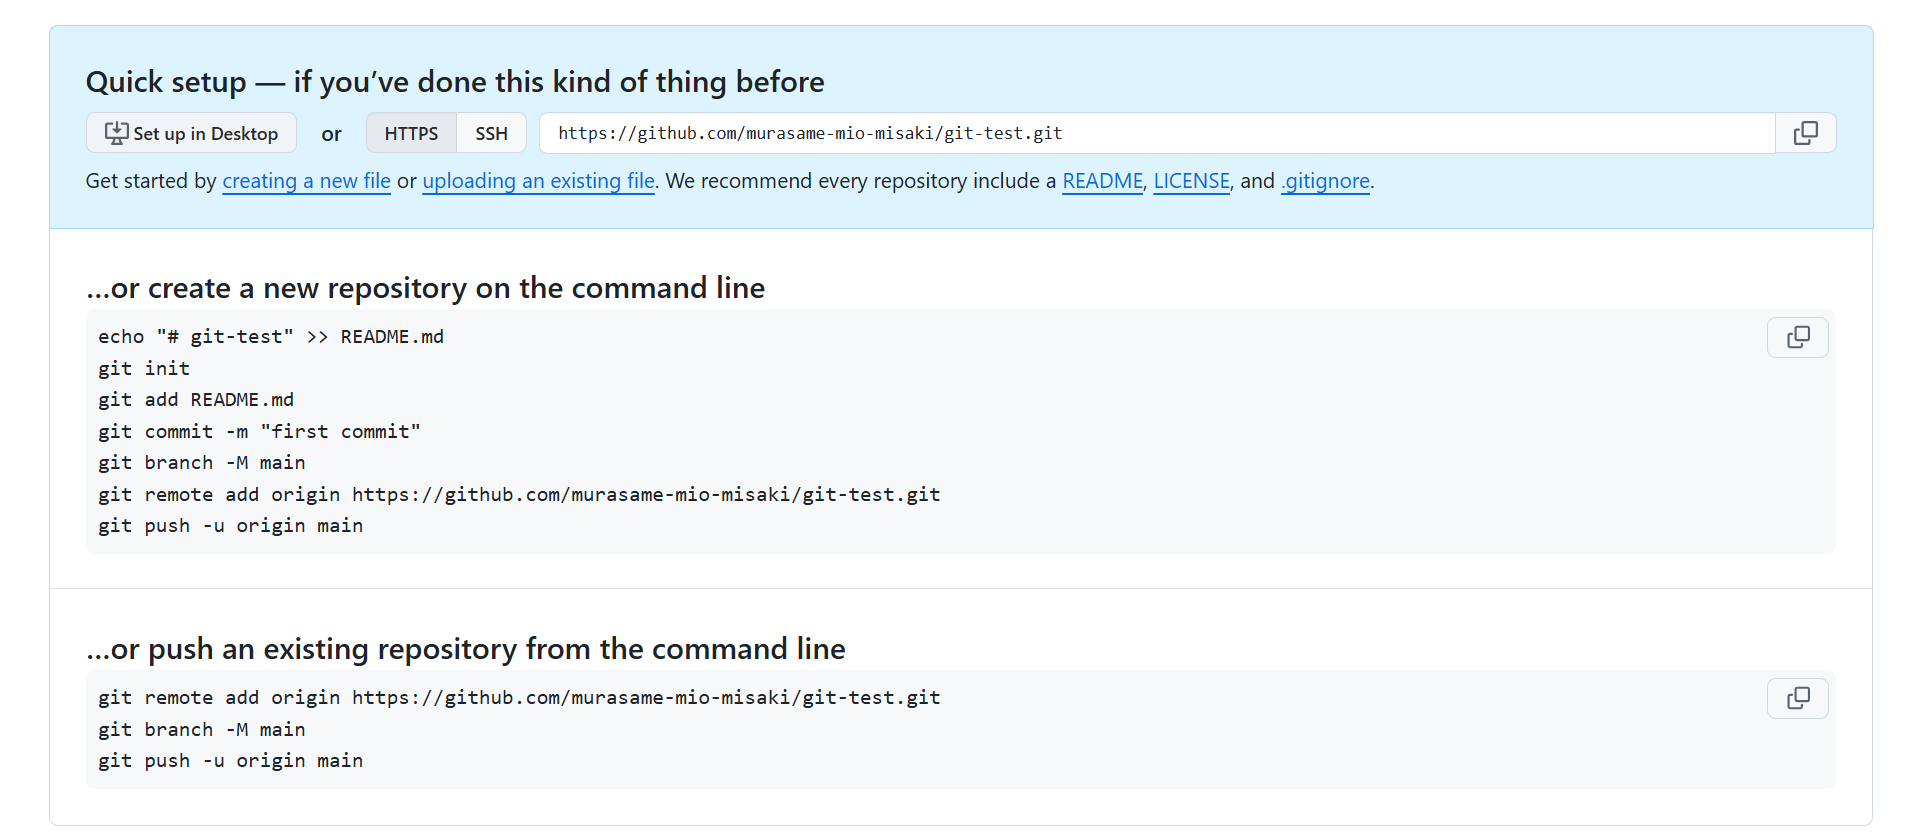 Quick setup — if you’ve done this kind of thing before
Set up in Desktop or HTTPS SSH https://github.com/murasame-mio-misaki/git-test.git
Get started by creating a new file or uploading an existing file. We recommend every repository include a README, LICENSE, and .gitignore.
…or create a new repository on the command line
echo "# git-test" >> README.md
git init
git add README.md
git commit -m "first commit"
git branch -M main
git remote add origin https://github.com/murasame-mio-misaki/git-test.git
git push -u origin main
…or push an existing repository from the command line
git remote add origin https://github.com/murasame-mio-misaki/git-test.git
git branch -M main
git push -u origin main